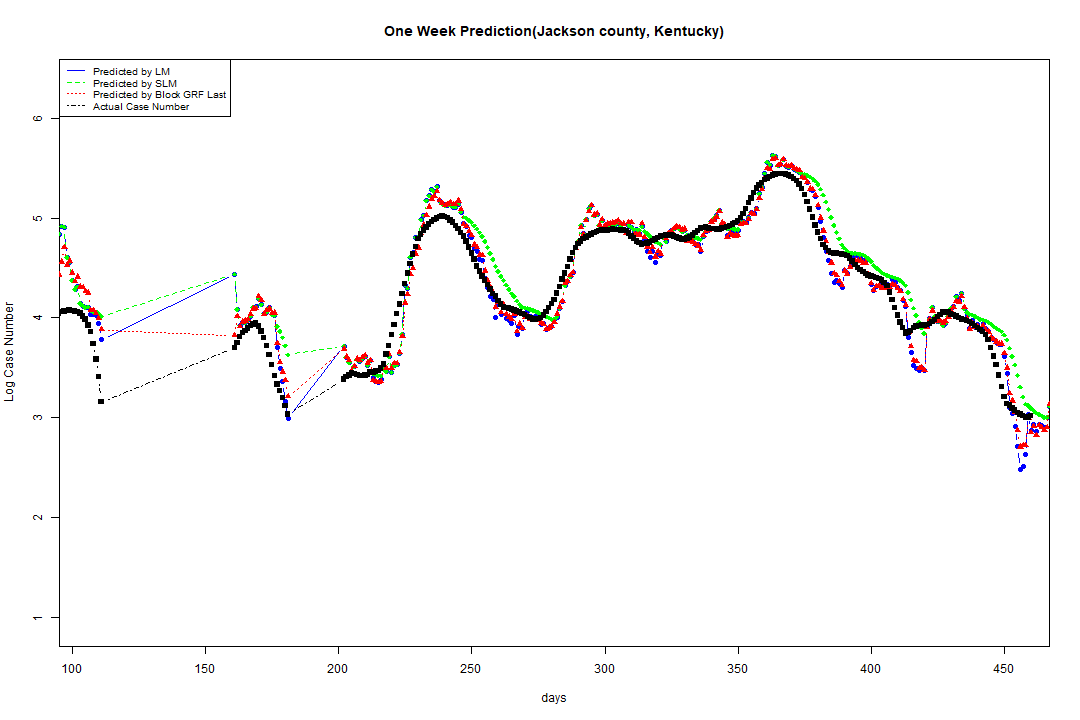 One Week Prediction(Jackson county, Kentucky)
Predicted by LM
Predicted by SLM
Predicted by Block GRF Last
Actual Case Number
6
5
4
3
2
1
Log Case Number
100 150 200 250 300 350 400 450
days